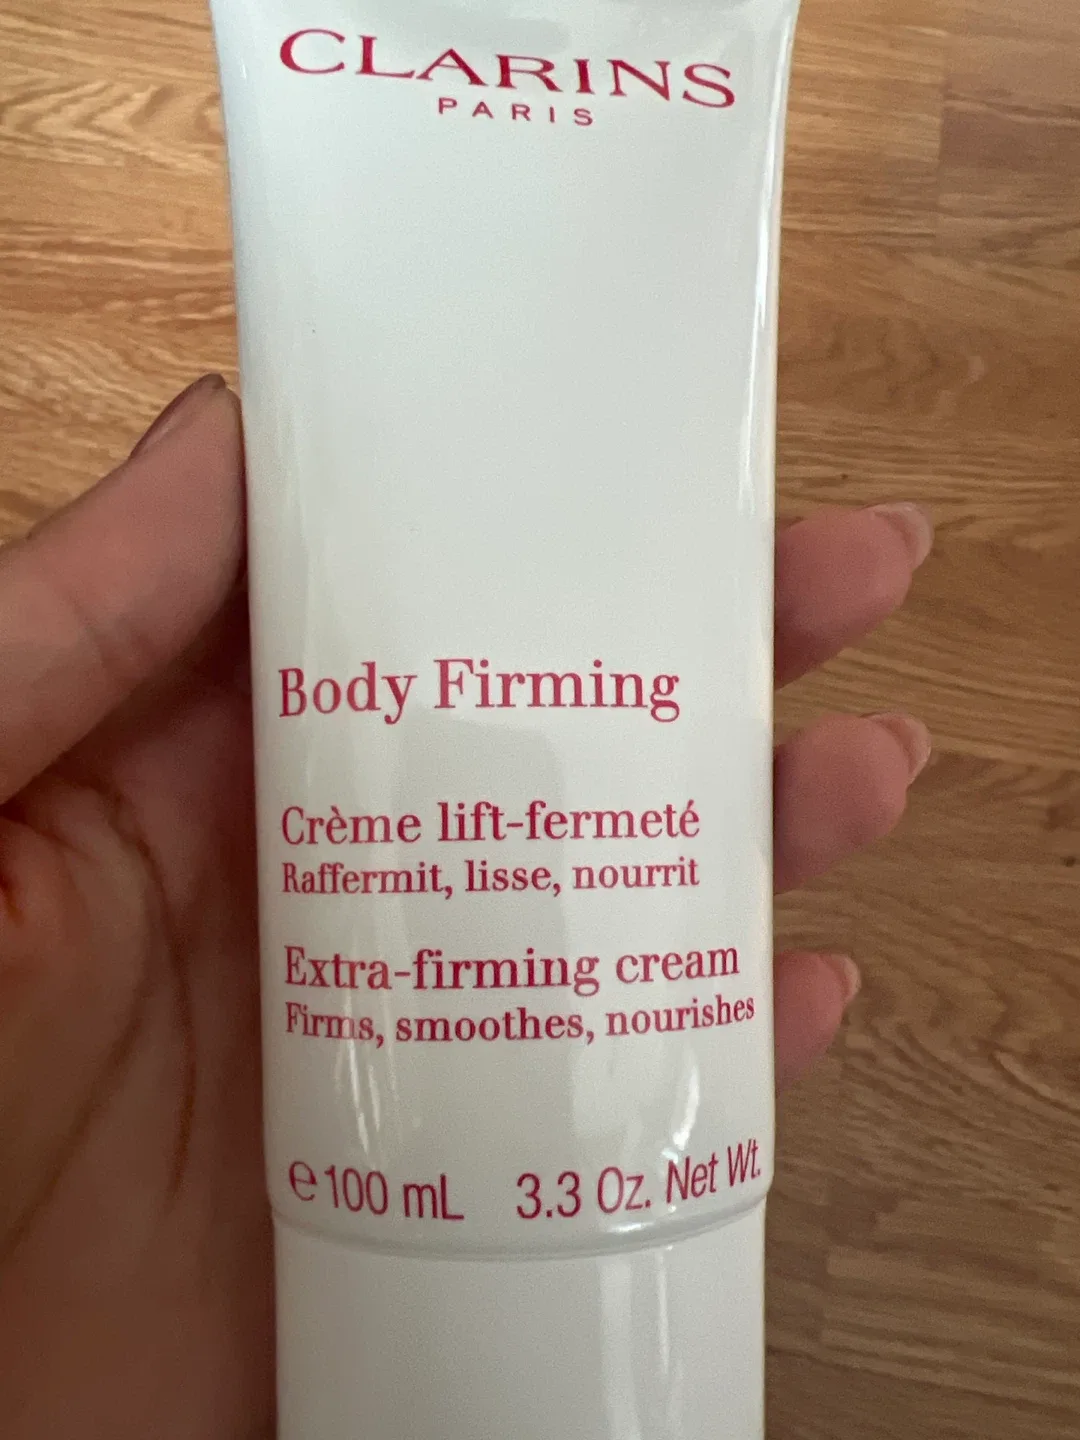 CLARINS
PARIS
Body Firming
Crème lift-fermeté
Raffermit, lisse, nourrit
Extra-firming cream
Firms, smoothes, nourishes
℮100 mL 3.3 Oz. Net Wt.